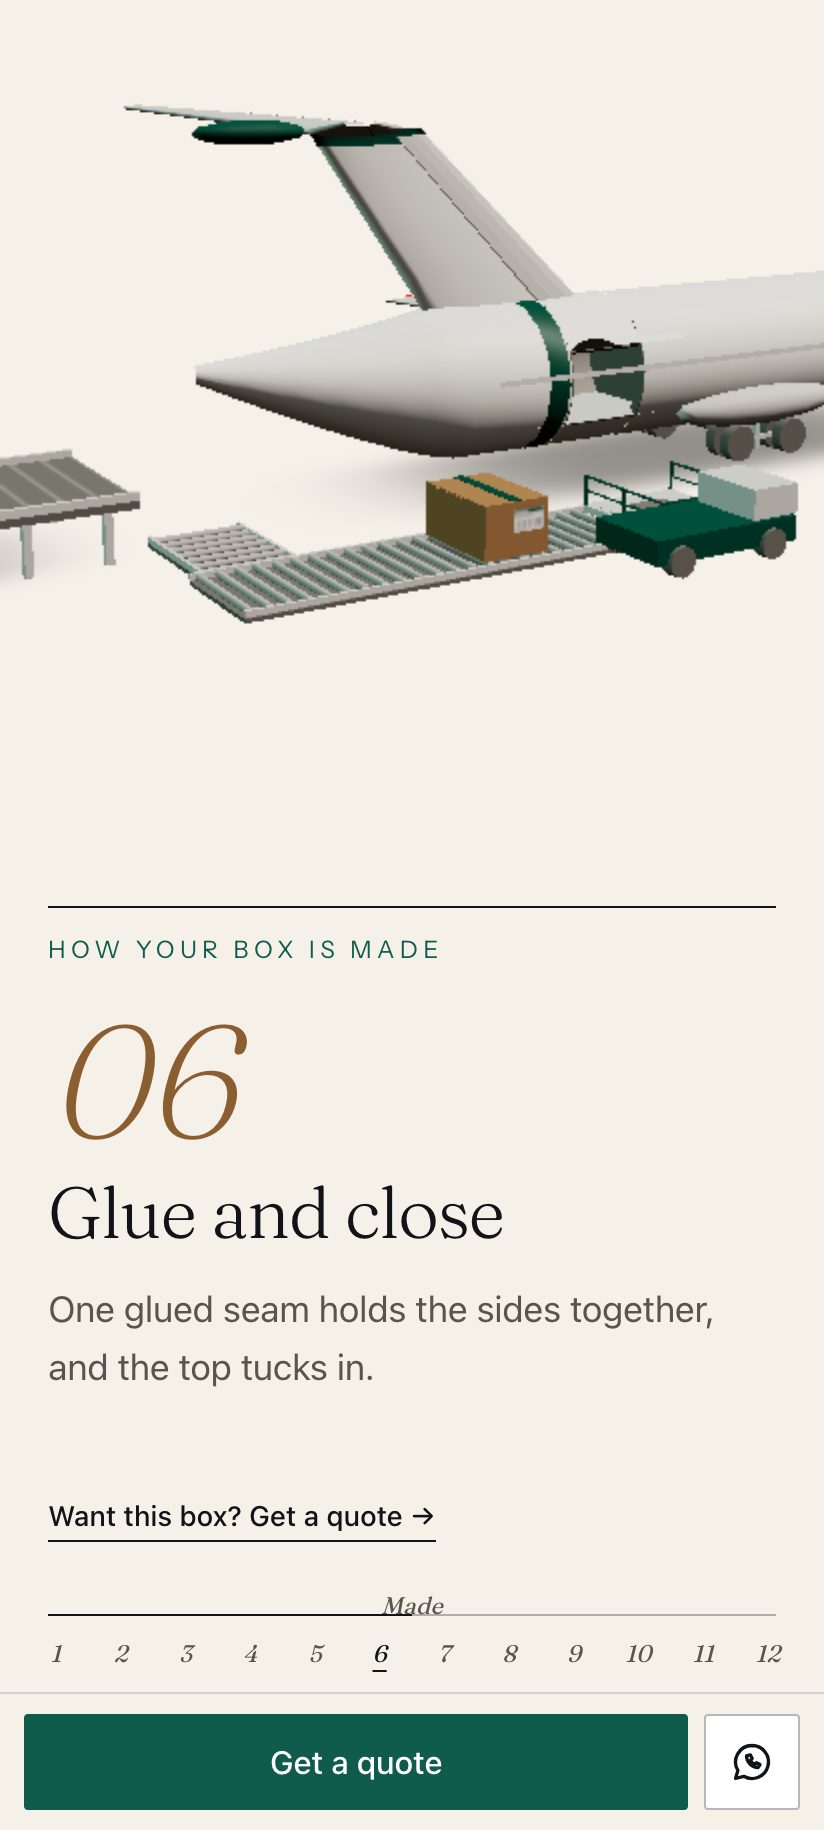 HOW YOUR BOX IS MADE
06
Glue and close
One glued seam holds the sides together,
and the top tucks in.
Want this box? Get a quote →
Made
1 2 3 4 5 6 7 8 9 10 11 12
Get a quote